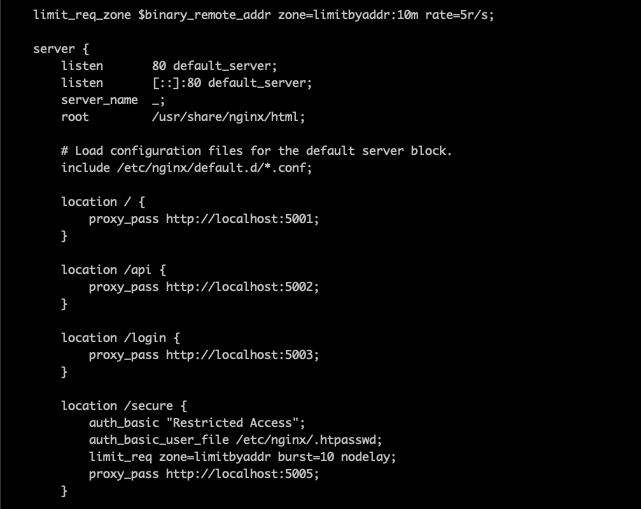 limit_req_zone $binary_remote_addr zone=limitbyaddr:10m rate=5r/s;
server {
listen 80 default_server;
listen [::]:80 default_server;
server_name _;
root /usr/share/nginx/html;
# Load configuration files for the default server block.
include /etc/nginx/default.d/*.conf;
location / {
proxy_pass http://localhost:5001;
}
location /api {
proxy_pass http://localhost:5002;
}
location /login {
proxy_pass http://localhost:5003;
}
location /secure {
auth_basic "Restricted Access";
auth_basic_user_file /etc/nginx/.htpasswd;
limit_req zone=limitbyaddr burst=10 nodelay;
proxy_pass http://localhost:5005;
}